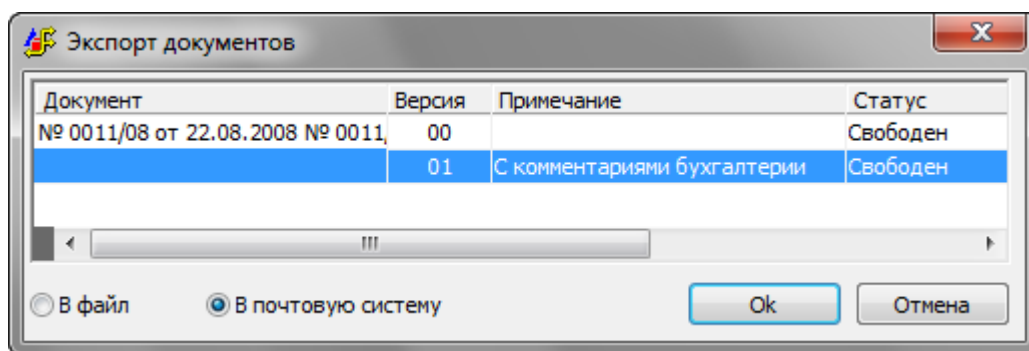 Экспорт документов
Документ Версия Примечание Статус
№ 0011/08 от 22.08.2008 № 0011, 00 Свободен
01 С комментариями бухгалтерии Свободен
В файл В почтовую систему Ok Отмена